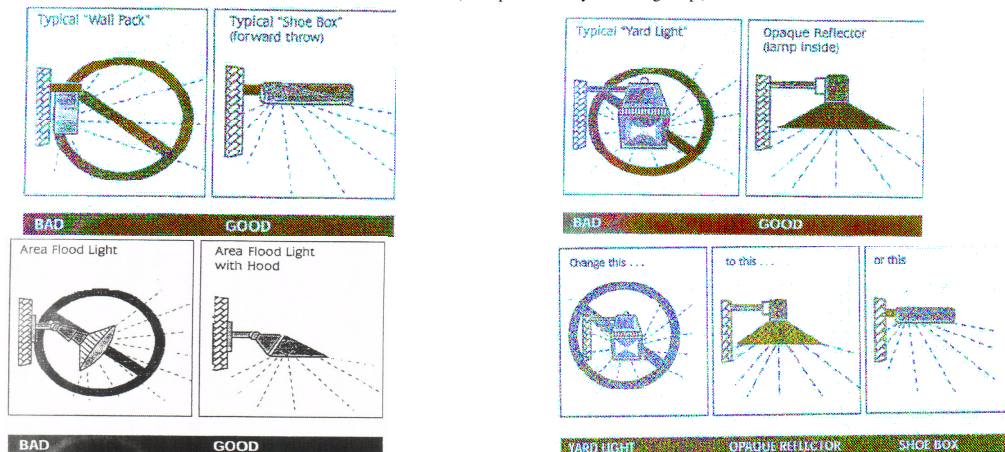 Typical "Wall Pack"
Typical "Shoe Box"
(forward throw)
BAD
GOOD
Typical "Yard Light"
Opaque Reflector
(lamp inside)
BAD
GOOD
Area Flood Light
Area Flood Light
with Hood
BAD
GOOD
Change this . . .
to this . . .
or this
YARD LIGHT
OPAQUE REFLECTOR
SHOE BOX